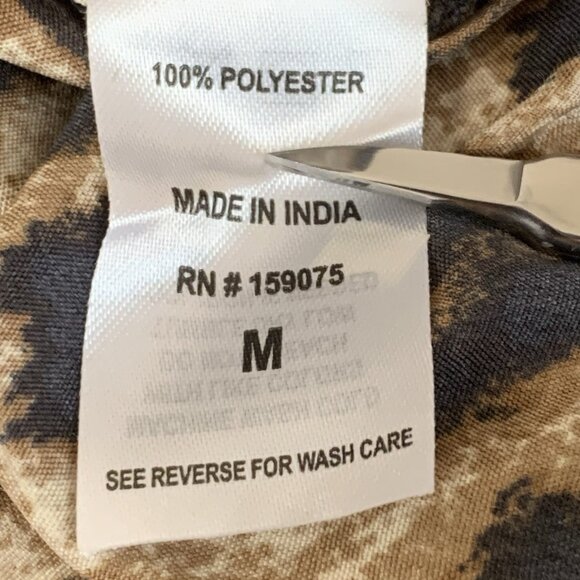 100% POLYESTER
MADE IN INDIA
RN # 159075
M
SEE REVERSE FOR WASH CARE